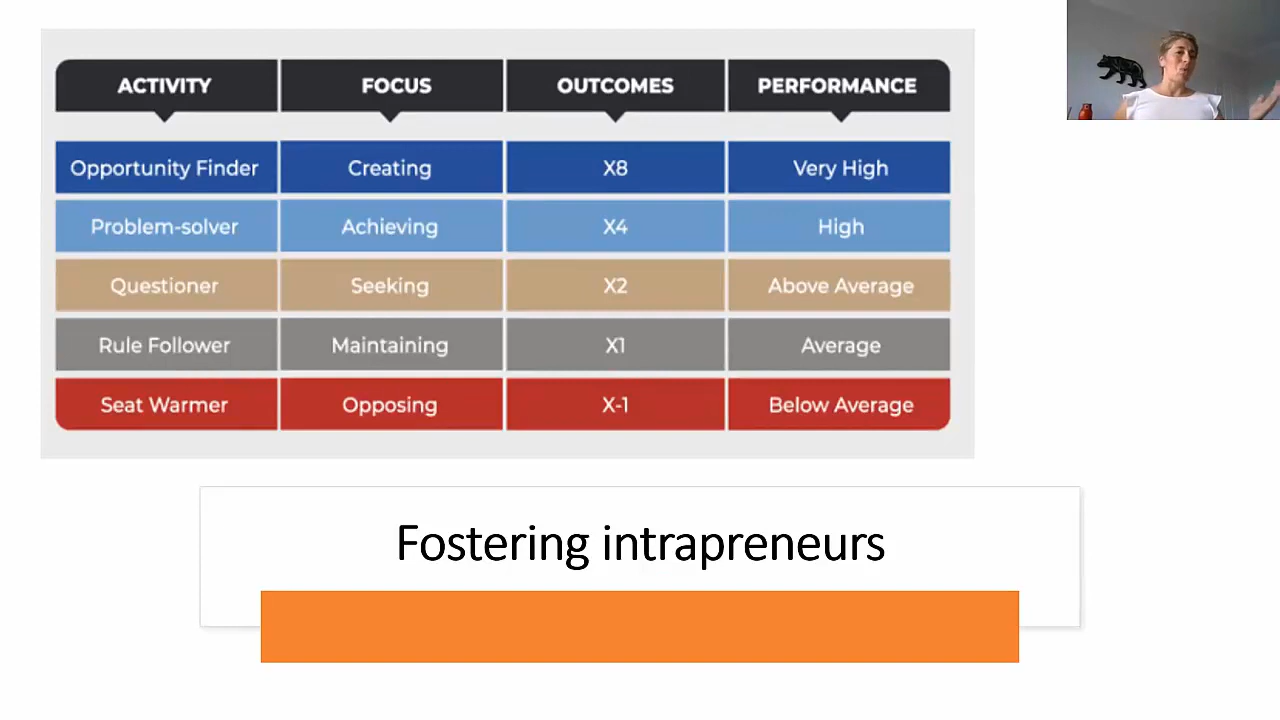 ACTIVITY FOCUS OUTCOMES PERFORMANCE
Opportunity Finder Creating X8 Very High
Problem-solver Achieving X4 High
Questioner Seeking X2 Above Average
Rule Follower Maintaining X1 Average
Seat Warmer Opposing X-1 Below Average
Fostering intrapreneurs